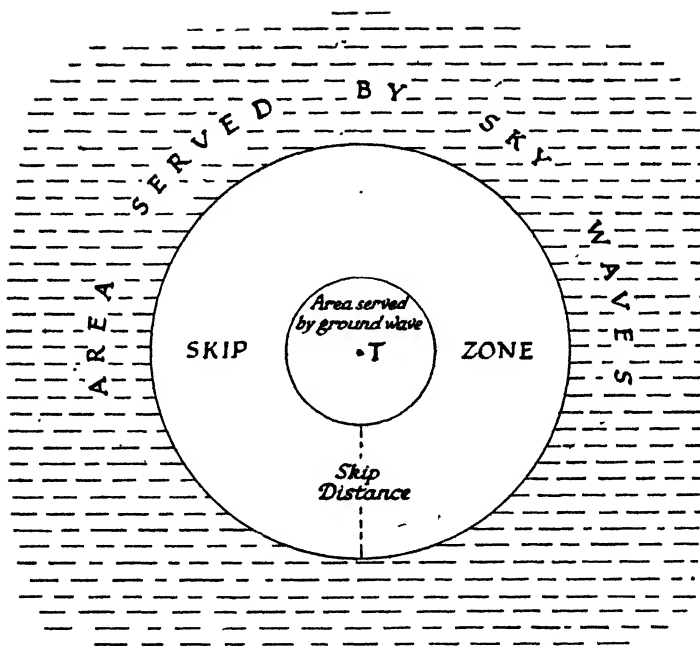 AREA SERVED BY SKY WAVES
Area served
by ground wave
•T
SKIP ZONE
Skip
Distance